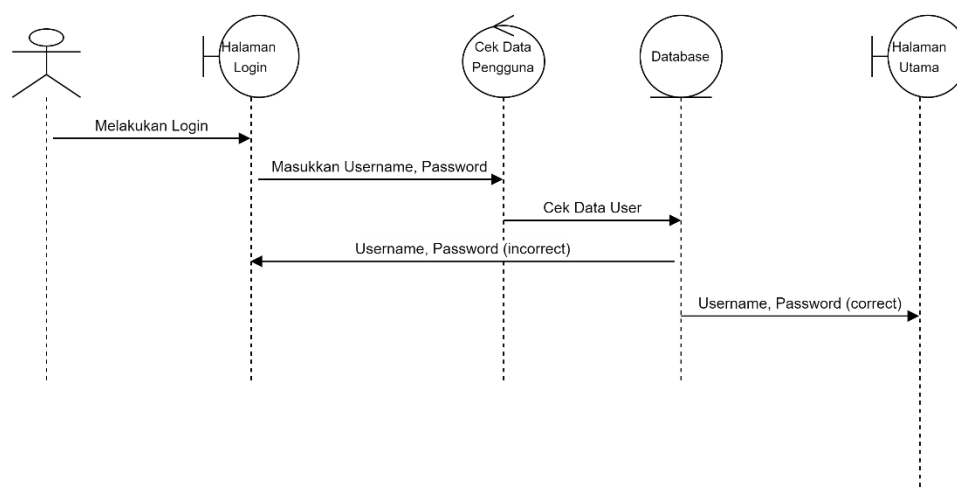 Halaman
Login
Cek Data
Pengguna
Database
Halaman
Utama
Melakukan Login
Masukkan Username, Password
Cek Data User
Username, Password (incorrect)
Username, Password (correct)